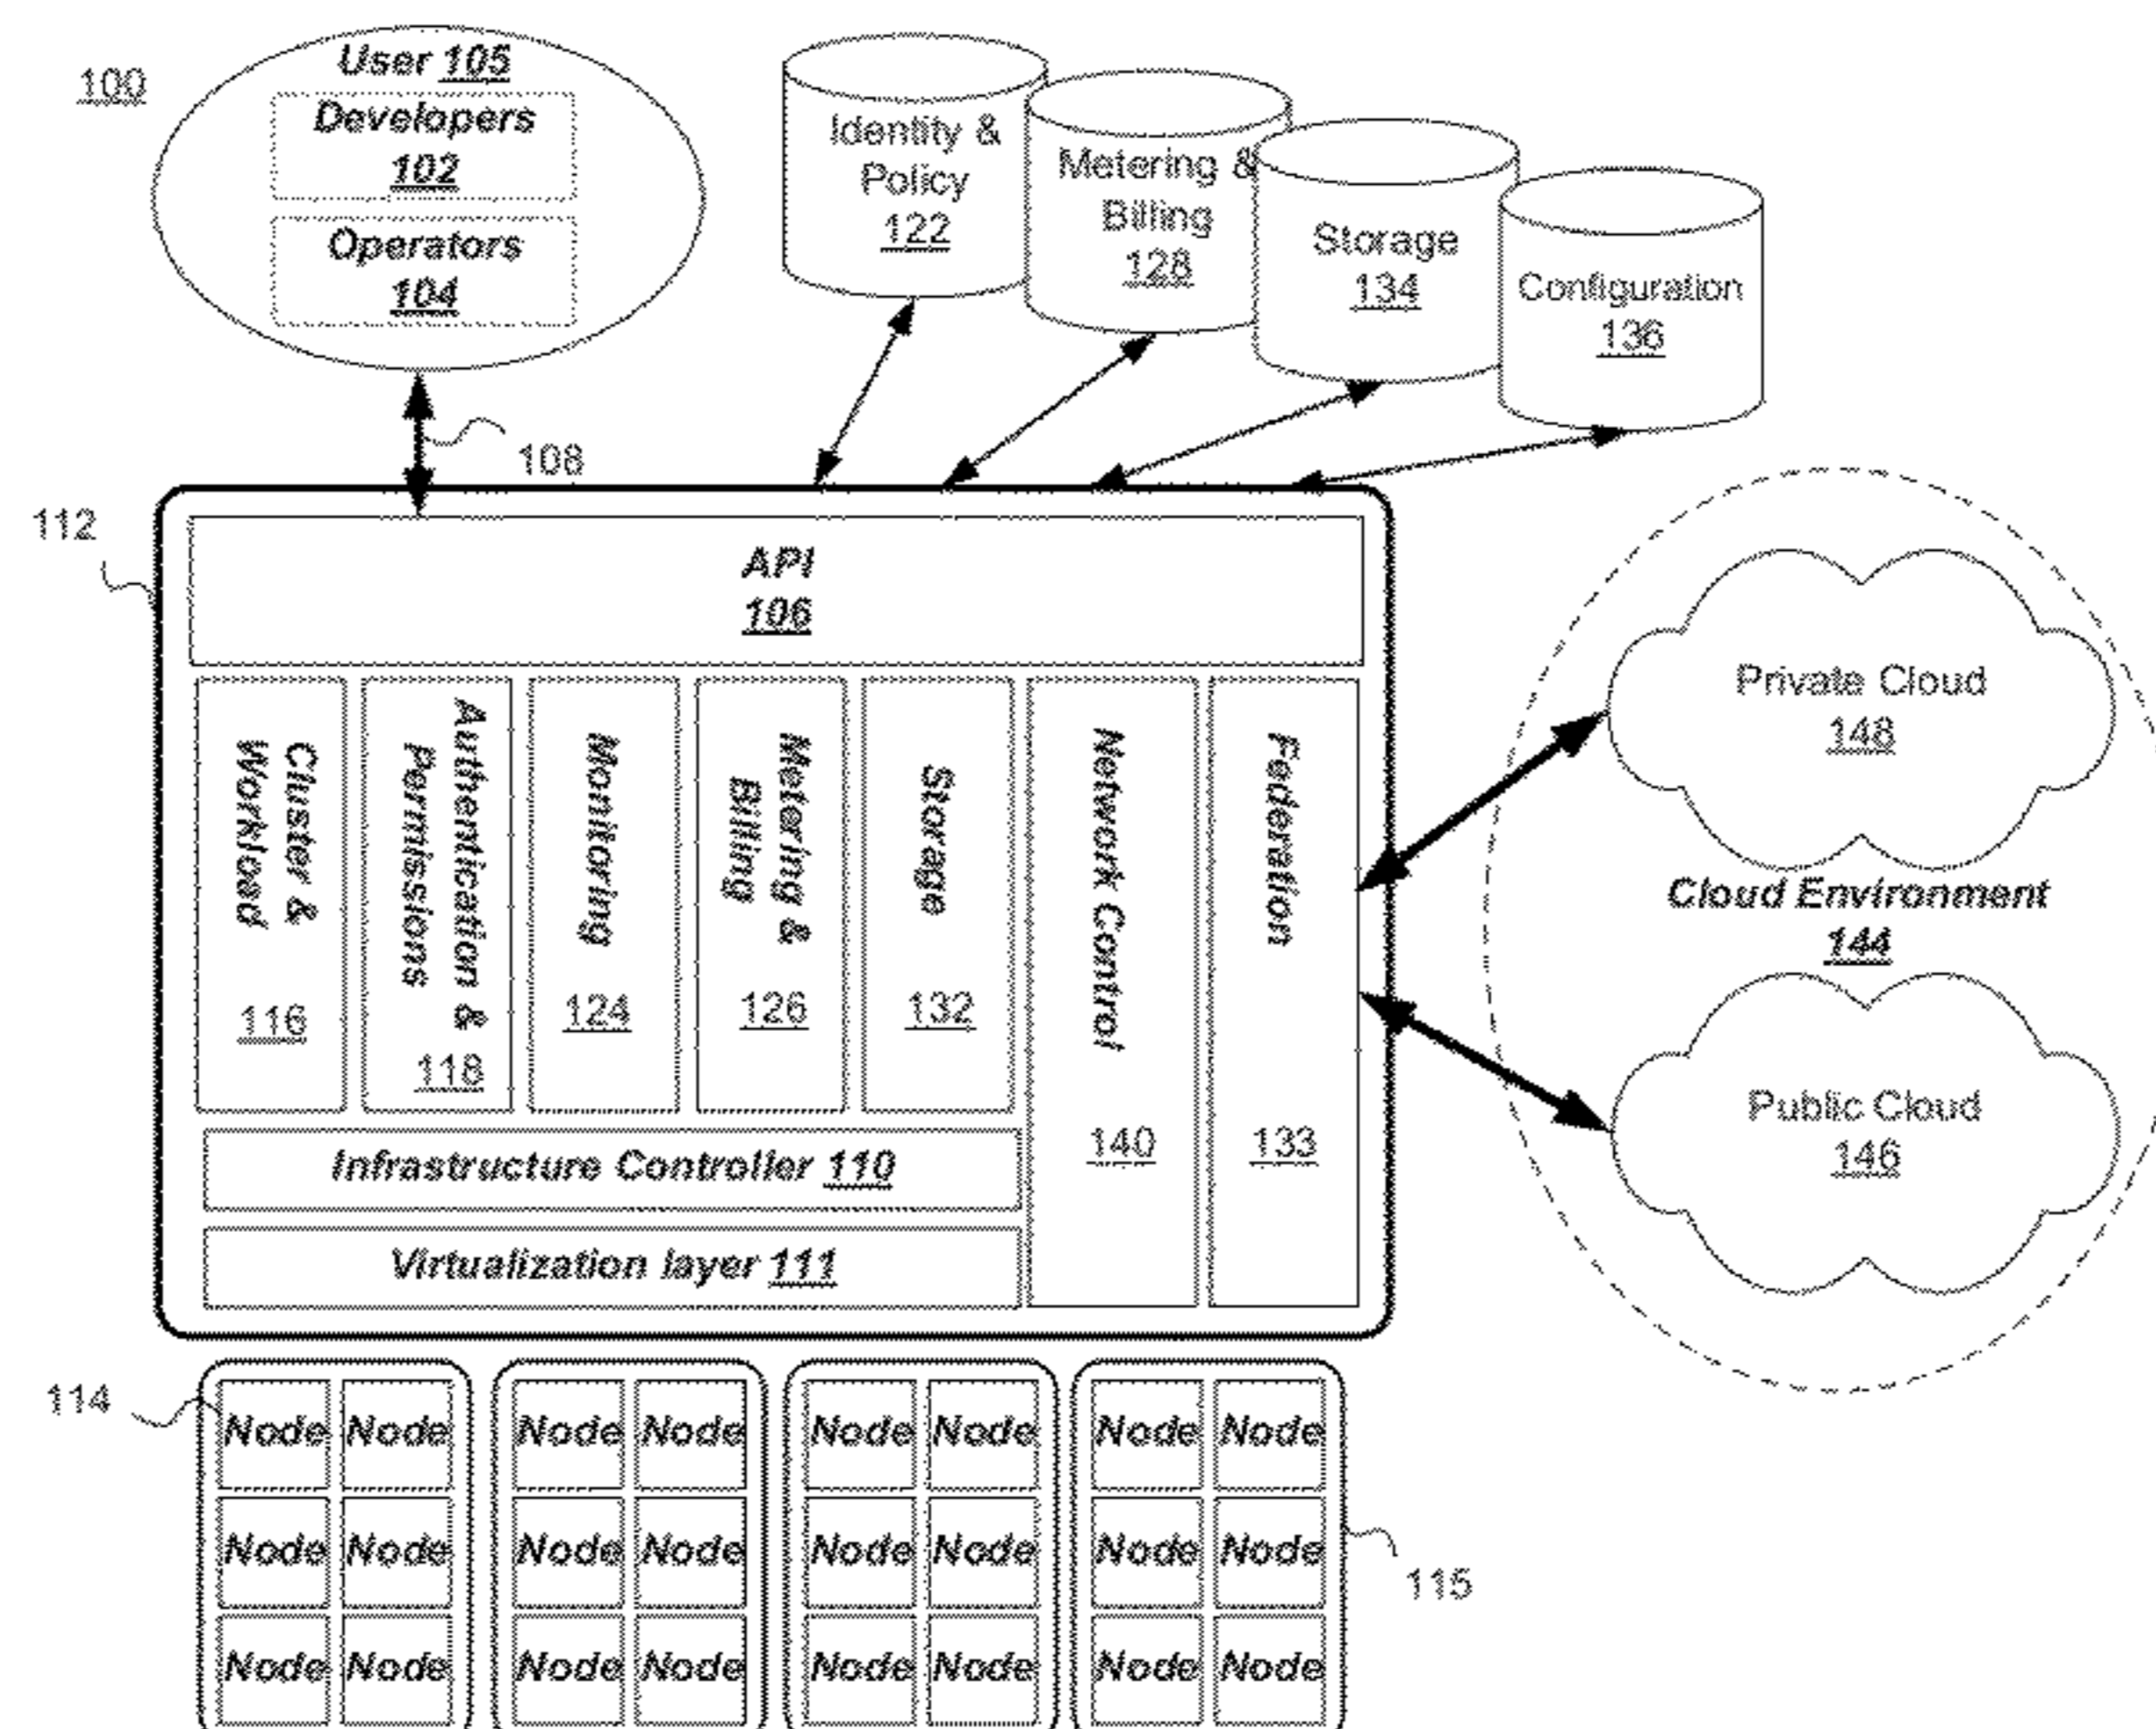 100
User 105
Developers
102
Operators
104
Identity &
Policy
122
Metering &
Billing
128
Storage
134
Configuration
136
108
112
API
106
Cluster &
Workload
116
Authentication &
Permissions
118
Monitoring
124
Metering &
Billing
126
Storage
132
Network Control
140
Federation
133
Infrastructure Controller 110
Virtualization layer 111
Private Cloud
148
Cloud Environment
144
Public Cloud
146
114
Node Node Node Node Node Node Node Node
Node Node Node Node Node Node Node Node
115
Node Node Node Node Node Node Node Node